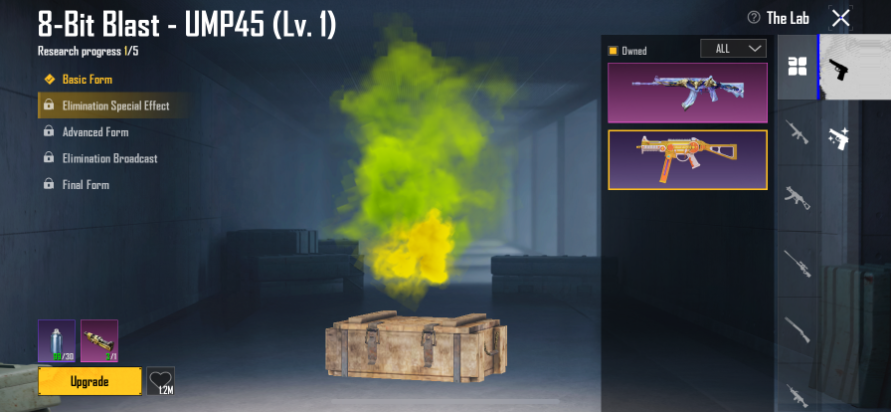 8-Bit Blast - UMP45 (Lv. 1)
Research progress 1/5
Basic Form
Elimination Special Effect
Advanced Form
Elimination Broadcast
Final Form
Upgrade
1.2M
The Lab
Owned
ALL